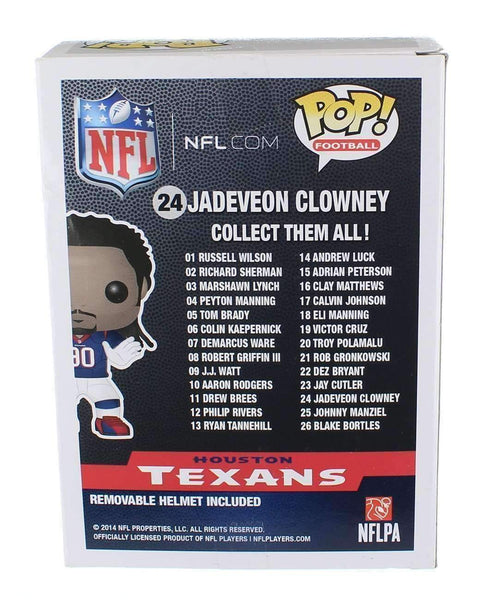 POP!
FOOTBALL
NFL
NFL.COM
24 JADEVEON CLOWNEY
COLLECT THEM ALL!
01 RUSSELL WILSON
02 RICHARD SHERMAN
03 MARSHAWN LYNCH
04 PEYTON MANNING
05 TOM BRADY
06 COLIN KAEPERNICK
07 DEMARCUS WARE
08 ROBERT GRIFFIN III
09 J.J. WATT
10 AARON RODGERS
11 DREW BREES
12 PHILIP RIVERS
13 RYAN TANNEHILL
14 ANDREW LUCK
15 ADRIAN PETERSON
16 CLAY MATTHEWS
17 CALVIN JOHNSON
18 ELI MANNING
19 VICTOR CRUZ
20 TROY POLAMALU
21 ROB GRONKOWSKI
22 DEZ BRYANT
23 JAY CUTLER
24 JADEVEON CLOWNEY
25 JOHNNY MANZIEL
26 BLAKE BORTLES
90
HOUSTON
TEXANS
REMOVABLE HELMET INCLUDED
© 2014 NFL PROPERTIES, LLC. ALL RIGHTS RESERVED.
OFFICIALLY LICENSED PRODUCT OF NFL PLAYERS | NFLPLAYERS.COM
NFLPA